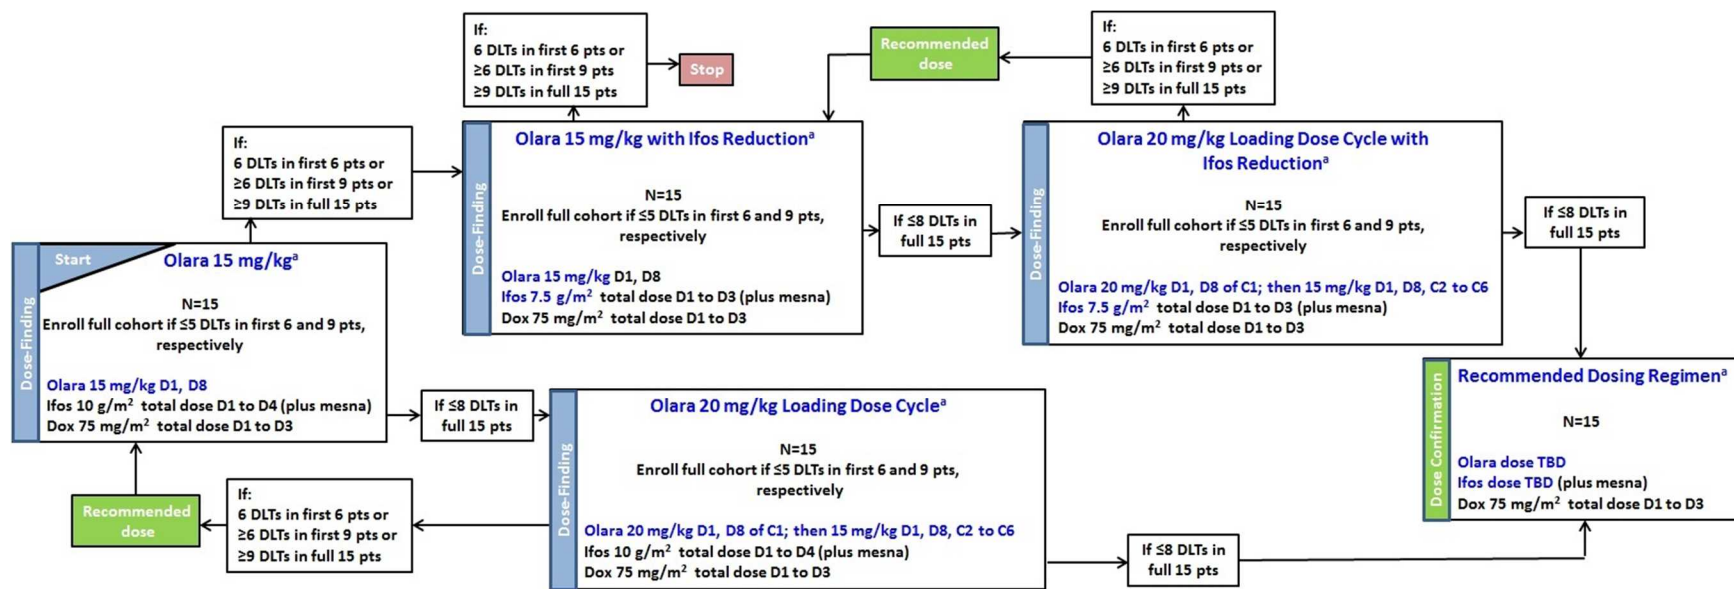 If:
6 DLTs in first 6 pts or
≥6 DLTs in first 9 pts
≥9 DLTs in full 15 pts
Stop
Recommended
dose
If:
6 DLTs in first 6 pts or
≥6 DLTs in first 9 pts or
≥9 DLTs in full 15 pts
If:
6 DLTs in first 6 pts or
≥6 DLTs in first 9 pts or
≥9 DLTs in full 15 pts
Dose-Finding
Olara 15 mg/kg with Ifos Reductionᵃ
N=15
Enroll full cohort if ≤5 DLTs in first 6 and 9 pts,
respectively
Olara 15 mg/kg D1, D8
Ifos 7.5 g/m² total dose D1 to D3 (plus mesna)
Dox 75 mg/m² total dose D1 to D3
If ≤8 DLTs in
full 15 pts
Dose-Finding
Olara 20 mg/kg Loading Dose Cycle with
Ifos Reductionᵃ
N=15
Enroll full cohort if ≤5 DLTs in first 6 and 9 pts,
respectively
Olara 20 mg/kg D1, D8 of C1; then 15 mg/kg D1, D8, C2 to C6
Ifos 7.5 g/m² total dose D1 to D3 (plus mesna)
Dox 75 mg/m² total dose D1 to D3
If ≤8 DLTs in
full 15 pts
Dose-Finding
Start
Olara 15 mg/kgᵃ
N=15
Enroll full cohort if ≤5 DLTs in first 6 and 9 pts,
respectively
Olara 15 mg/kg D1, D8
Ifos 10 g/m² total dose D1 to D4 (plus mesna)
Dox 75 mg/m² total dose D1 to D3
If ≤8 DLTs in
full 15 pts
Dose-Finding
Olara 20 mg/kg Loading Dose Cycleᵃ
N=15
Enroll full cohort if ≤5 DLTs in first 6 and 9 pts,
respectively
Olara 20 mg/kg D1, D8 of C1; then 15 mg/kg D1, D8, C2 to C6
Ifos 10 g/m² total dose D1 to D4 (plus mesna)
Dox 75 mg/m² total dose D1 to D3
Recommended
dose
If:
6 DLTs in first 6 pts or
≥6 DLTs in first 9 pts or
≥9 DLTs in full 15 pts
If ≤8 DLTs in
full 15 pts
Dose Confirmation
Recommended Dosing Regimenᵃ
N=15
Olara dose TBD
Ifos dose TBD (plus mesna)
Dox 75 mg/m² total dose D1 to D3